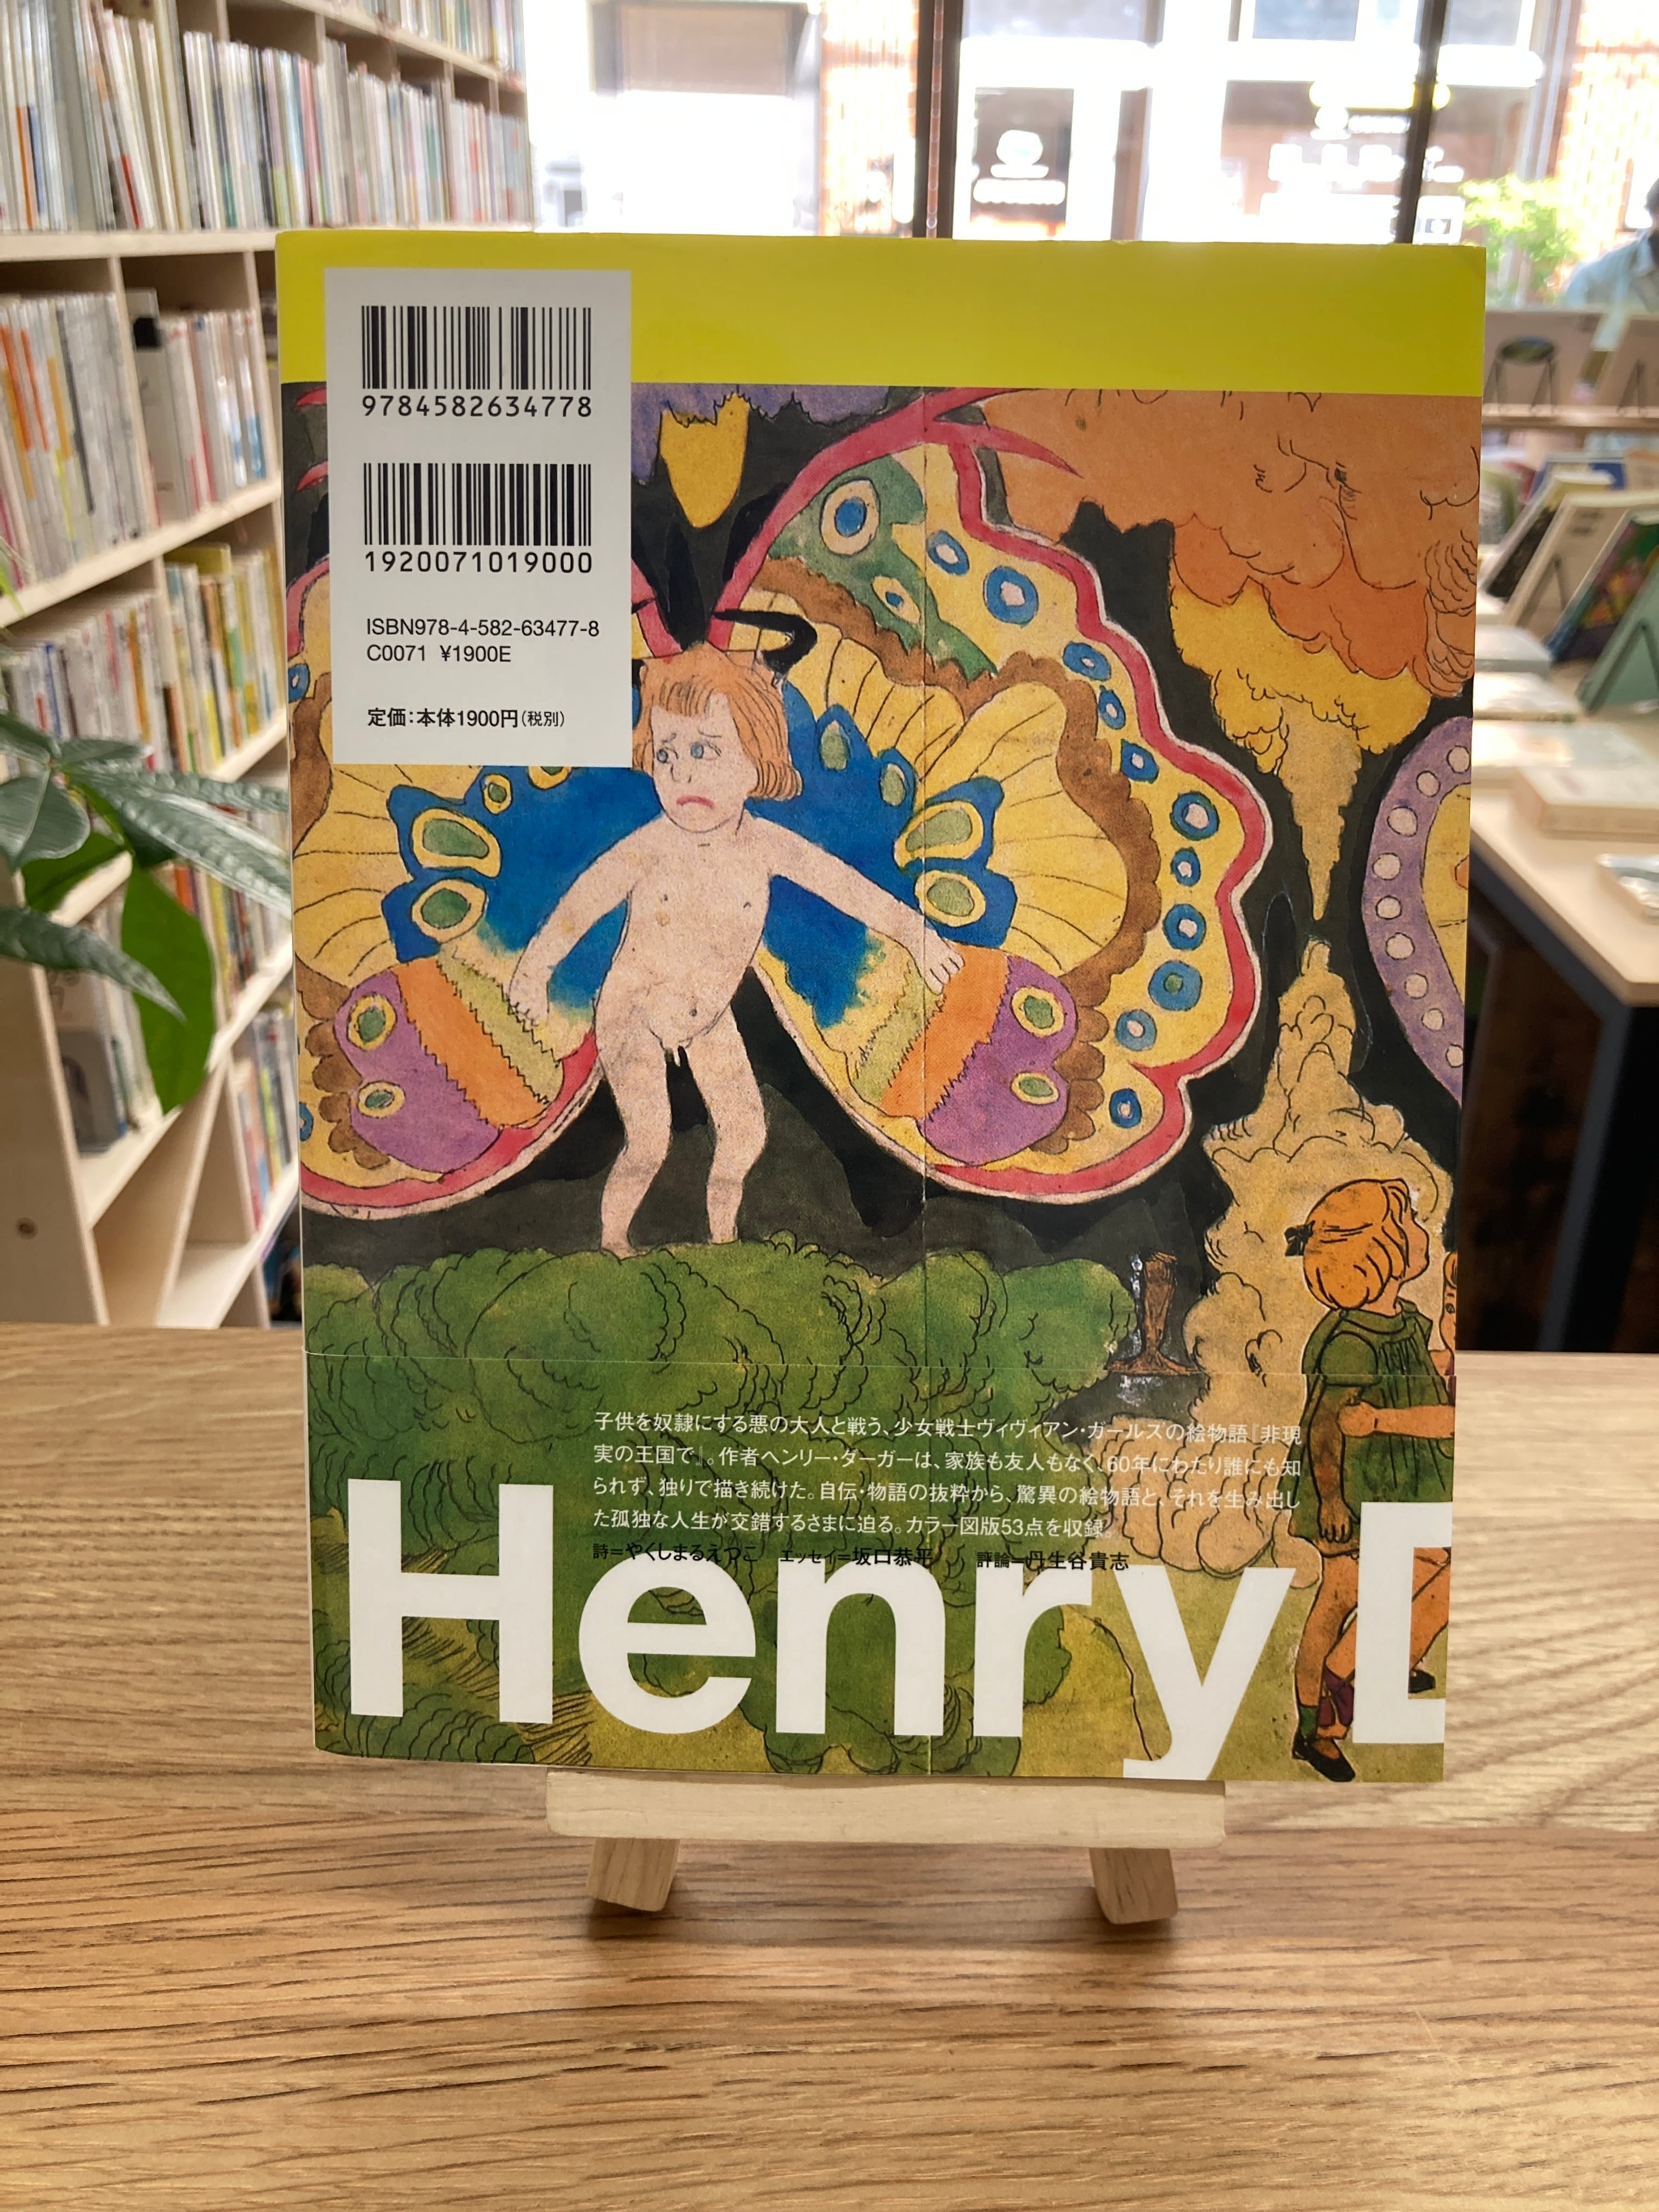 9784582634778
1920071019000
ISBN978-4-582-63477-8
C0071 ¥1900E
定価：本体1900円（税別）
子供を奴隷にする悪の大人と戦う、少女戦士ヴィヴィアン・ガールズの絵物語『非現
実の王国で』。作者ヘンリー・ダーガーは、家族も友人もなく、60年にわたり誰にも知
られず、独りで描き続けた。自伝・物語の抜粋から、驚異の絵物語と、それを生み出し
た孤独な人生が交錯するさまに迫る。カラー図版53点を収録。
詩＝やくしまるえつこ　エッセイ＝坂口恭平　評論＝丹生谷貴志
Henry D